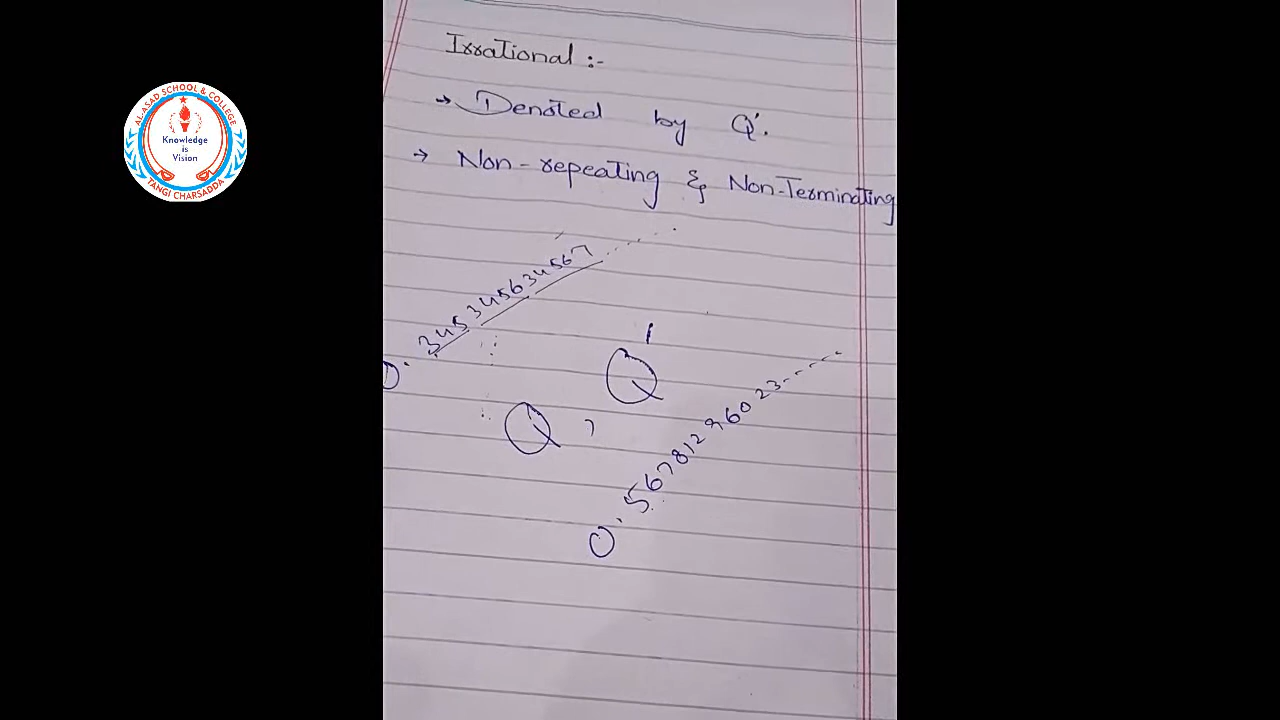 AL-ASAD SCHOOL & COLLEGE
Knowledge
is
Vision
TANGI CHARSADDA
Irrational :-
→ Denoted by Q'.
→ Non-repeating & Non-Terminating
0.345345634567......
Q, Q'
0.56781296023......